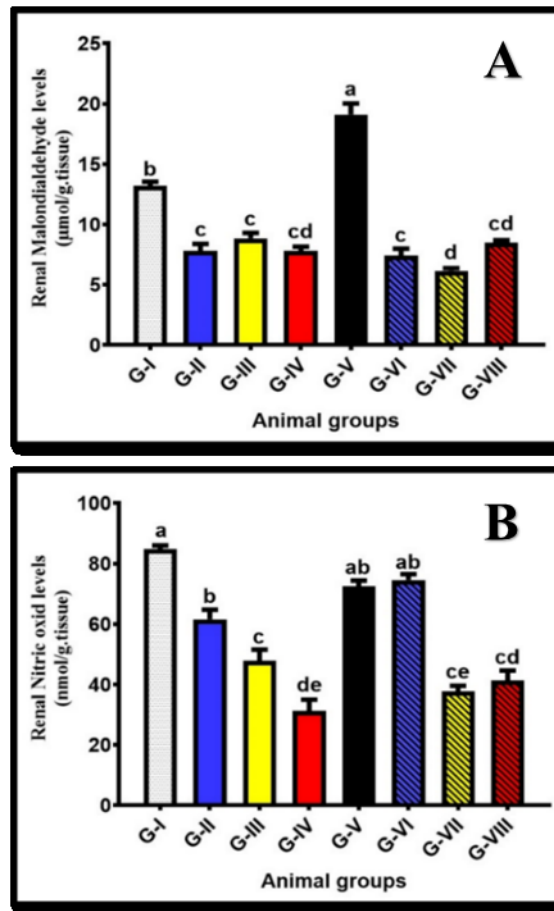 A
Renal Malondialdehyde levels
(µmol/g.tissue)
25
20
15
10
5
0
b
c
c
cd
a
c
d
cd
G-I
G-II
G-III
G-IV
G-V
G-VI
G-VII
G-VIII
Animal groups
B
Renal Nitric oxid levels
(nmol/g.tissue)
100
80
60
40
20
0
a
b
c
de
ab
ab
ce
cd
G-I
G-II
G-III
G-IV
G-V
G-VI
G-VII
G-VIII
Animal groups